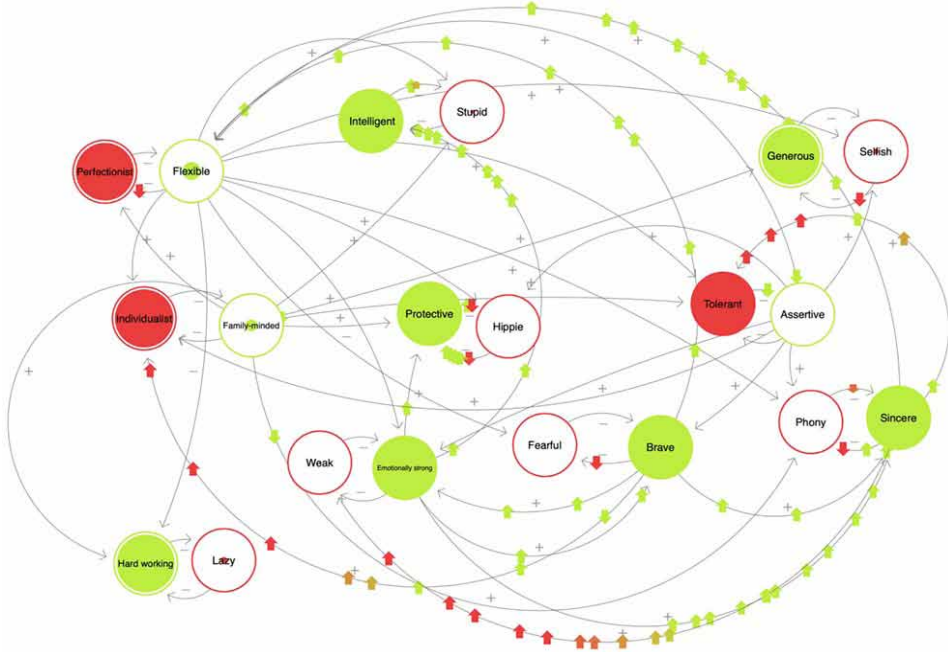 Intelligent
Stupid
Perfectionist
Flexible
Generous
Selfish
Individualist
Family-minded
Protective
Hippie
Tolerant
Assertive
Weak
Emotionally strong
Fearful
Brave
Phony
Sincere
Hard working
Lazy